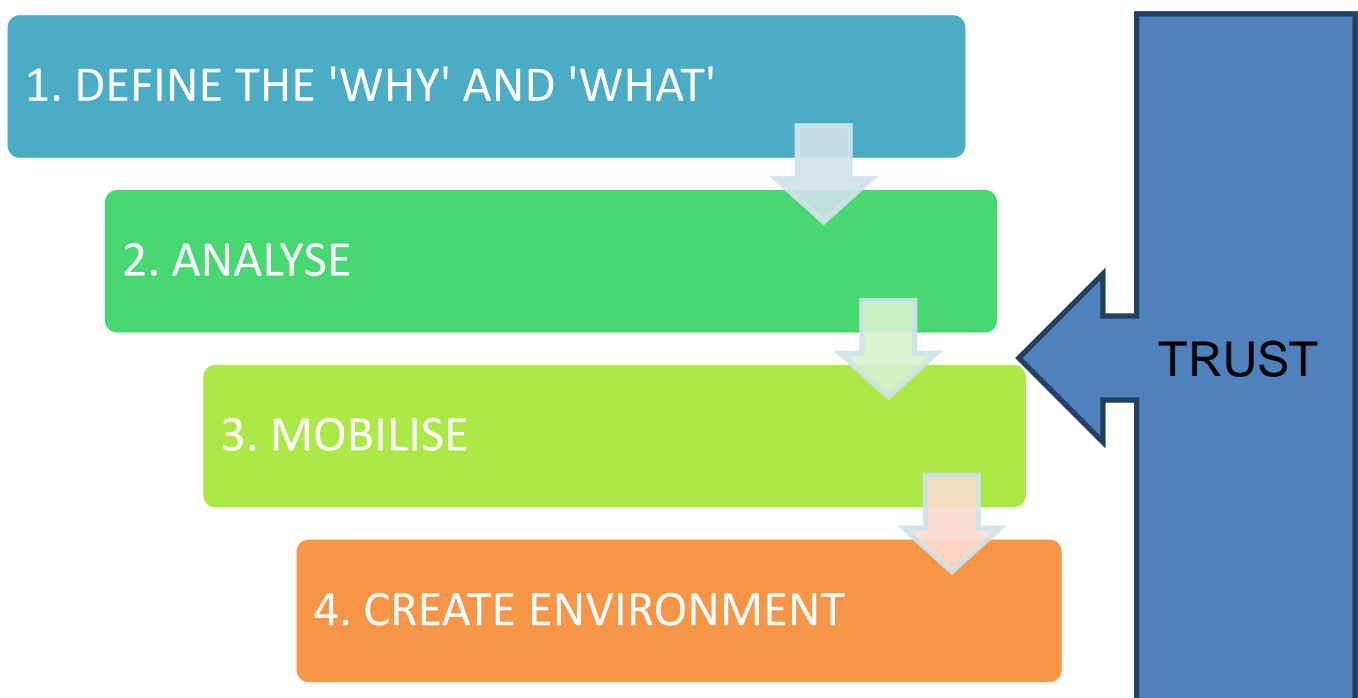 1. DEFINE THE 'WHY' AND 'WHAT'
2. ANALYSE
TRUST
3. MOBILISE
4. CREATE ENVIRONMENT